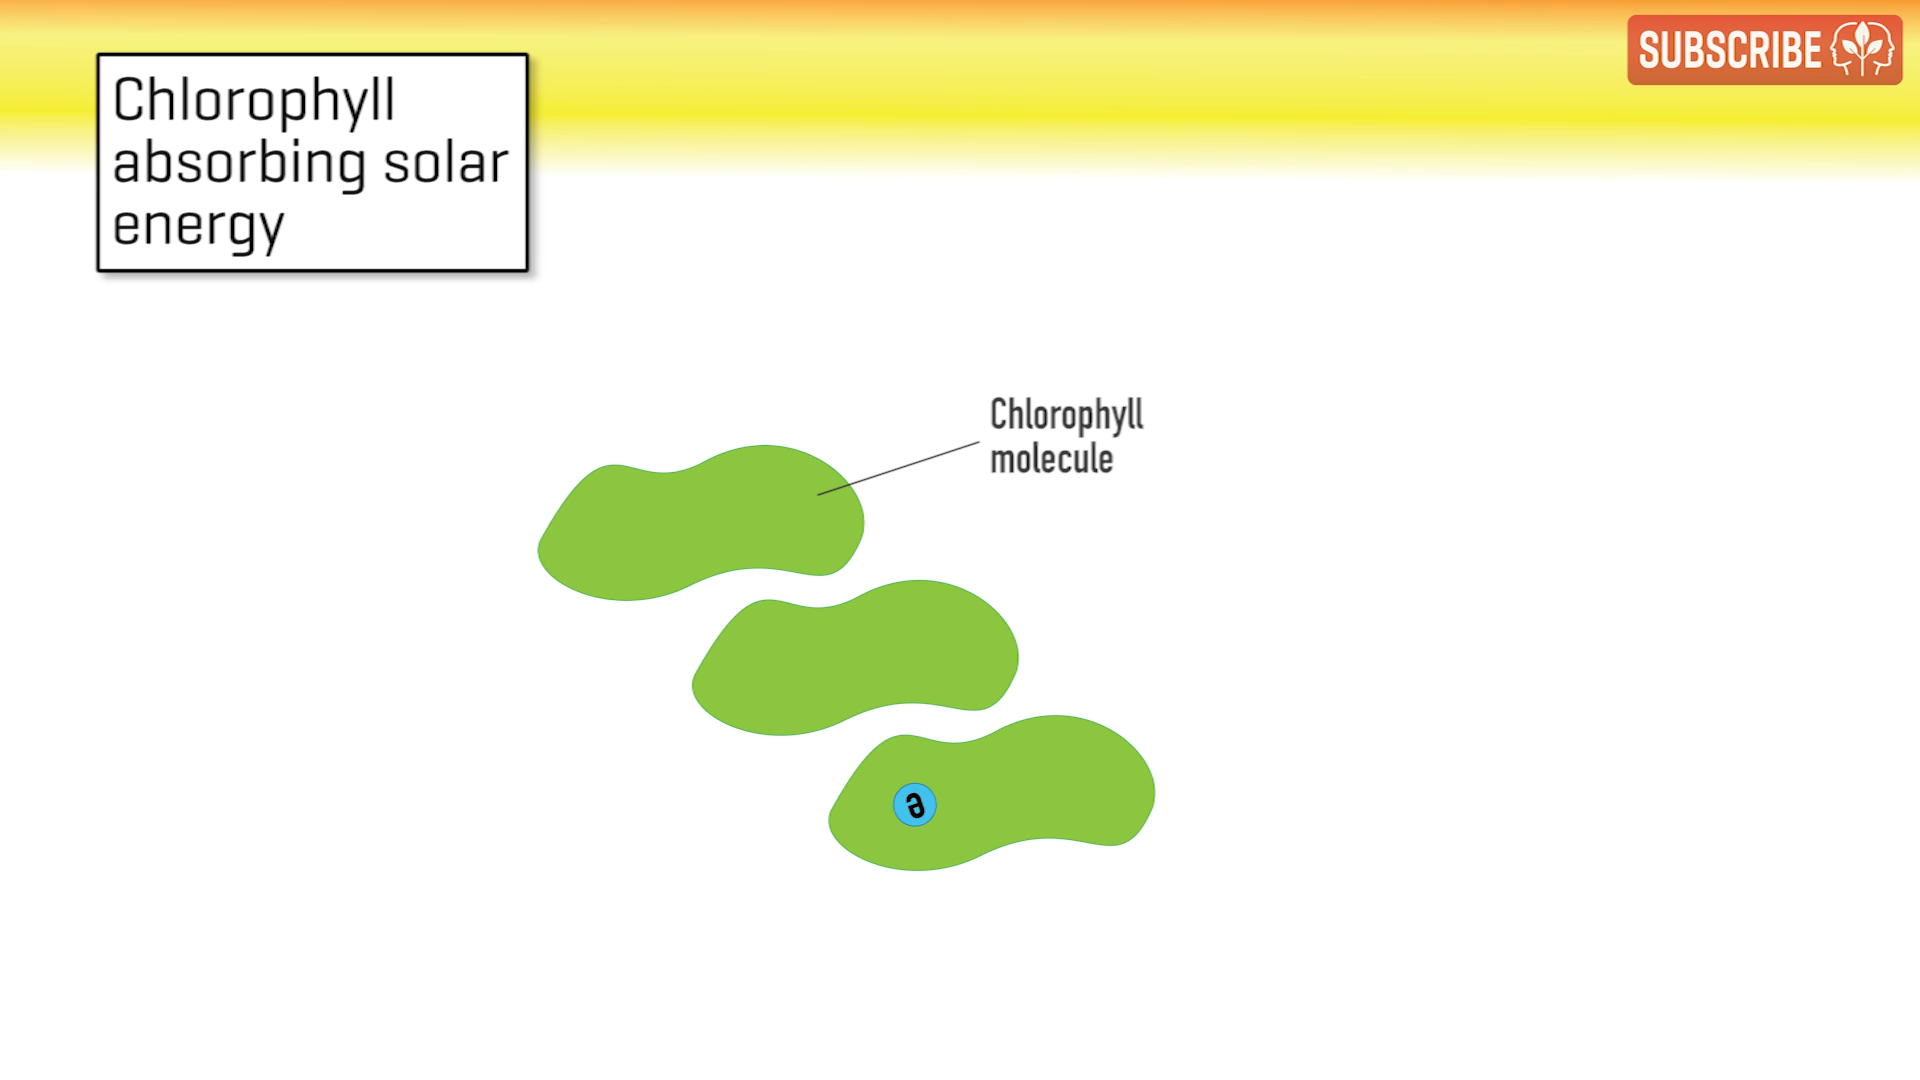 Chlorophyll
absorbing solar
energy
SUBSCRIBE
Chlorophyll
molecule
e